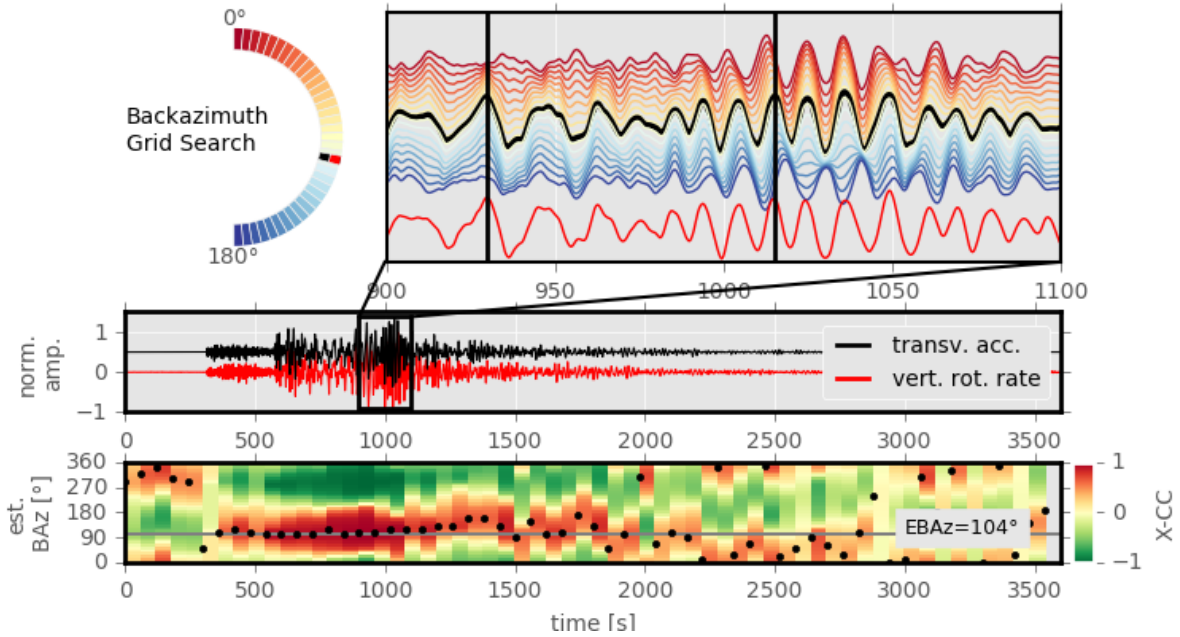 0°
Backazimuth
Grid Search
180°
900 950 1000 1050 1100
norm.
amp.
1
0
−1
transv. acc.
vert. rot. rate
0 500 1000 1500 2000 2500 3000 3500
est.
BAz [°]
360
270
180
90
0
EBAz=104°
1
0
−1
X-CC
0 500 1000 1500 2000 2500 3000 3500
time [s]